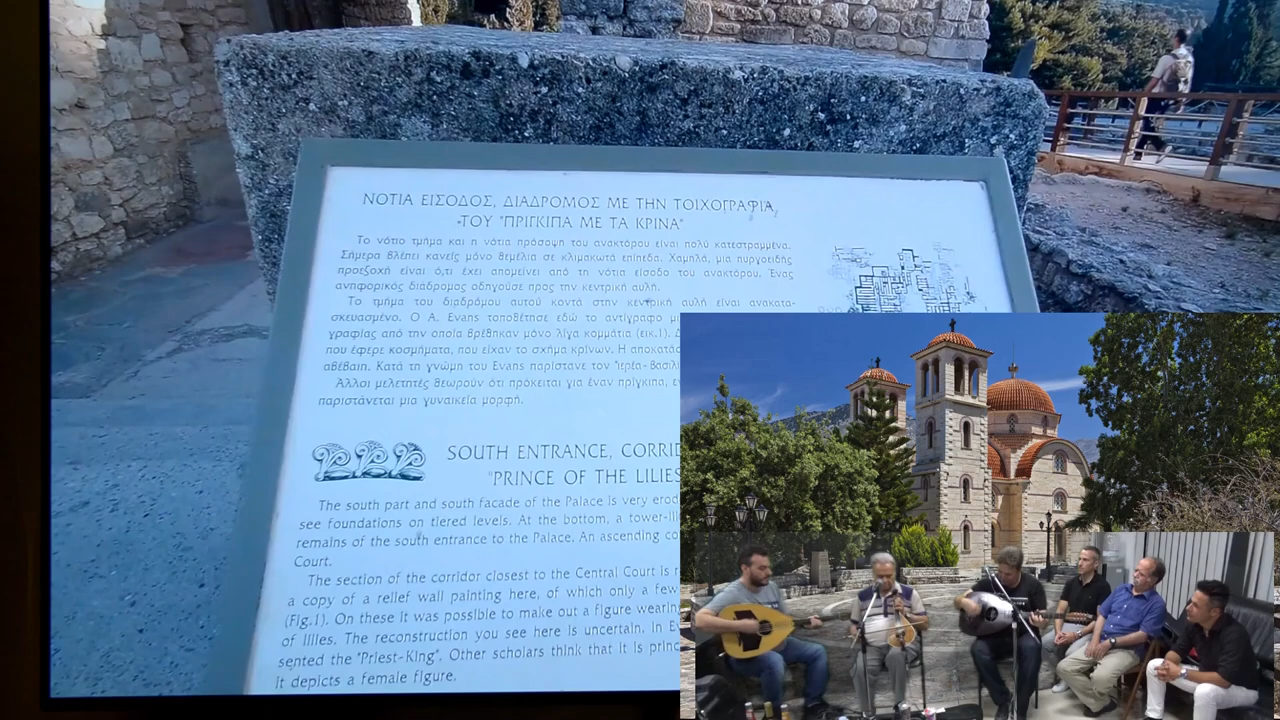 ΝΟΤΙΑ ΕΙΣΟΔΟΣ, ΔΙΑΔΡΟΜΟΣ ΜΕ ΤΗΝ ΤΟΙΧΟΓΡΑΦΙΑ
ΤΟΥ "ΠΡΙΓΚΙΠΑ ΜΕ ΤΑ ΚΡΙΝΑ"
Το νότιο τμήμα και η νότια πρόσοψη του ανακτόρου είναι πολύ κατεστραμμένα.
Σήμερα βλέπει κανείς μόνο θεμέλια σε κλιμακωτά επίπεδα. Χαμηλά, μια πυργοειδής
προεξοχή είναι ό,τι έχει απομείνει από τη νότια είσοδο του ανακτόρου. Ένας
ανηφορικός διάδρομος οδηγούσε προς την κεντρική αυλή.
Το τμήμα του διαδρόμου αυτού κοντά στην κεντρική αυλή είναι ανακατα-
σκευασμένο. Ο Α. Evans τοποθέτησε εδώ το αντίγραφο
γραφίας από την οποία βρέθηκαν μόνο λίγα κομμάτια (εικ.1).
που έφερε κοσμήματα, που είχαν το σχήμα κρίνων. Η
αβέβαιη. Κατά τη γνώμη του Evans παρίστανε τον
Άλλοι μελετητές θεωρούν ότι πρόκειται για έναν πρίγκιπα,
παριστάνεται μια γυναικεία μορφή.
SOUTH ENTRANCE,
"PRINCE OF THE LILIES
The south part and south facade of the Palace is very
see foundations on tiered levels. At the bottom, a
remains of the south entrance to the Palace. An ascending
Court.
The section of the corridor closest to the Central Court is
a copy of a relief wall painting here, of which only a few
(Fig.1). On these it was possible to make out a figure
of lilies. The reconstruction you see here is uncertain. In
sented the "Priest-King". Other scholars think that it is
it depicts a female figure.